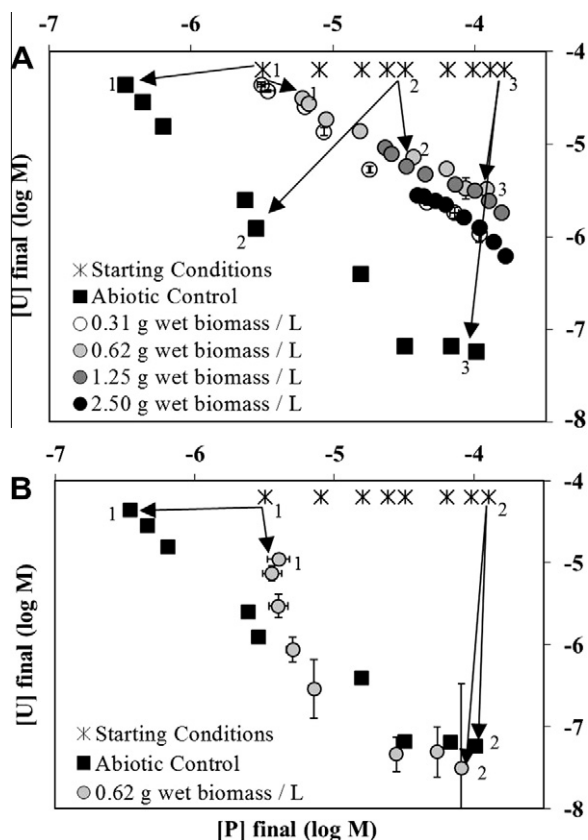 A
-7 -6 -5 -4
-4
-5
-6
-7
-8
[U] final (log M)
1 1 1 2 2 2 3 3 3
Starting Conditions
Abiotic Control
0.31 g wet biomass / L
0.62 g wet biomass / L
1.25 g wet biomass / L
2.50 g wet biomass / L
B
-7 -6 -5 -4
-4
-5
-6
-7
-8
[U] final (log M)
1 1 1 2 2 2
Starting Conditions
Abiotic Control
0.62 g wet biomass / L
[P] final (log M)